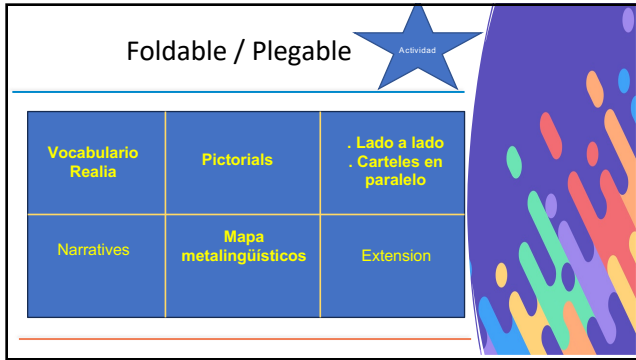 Foldable / Plegable
Actividad
Vocabulario
Realia
Pictorials
. Lado a lado
. Carteles en
paralelo
Narratives
Mapa
metalingüísticos
Extension